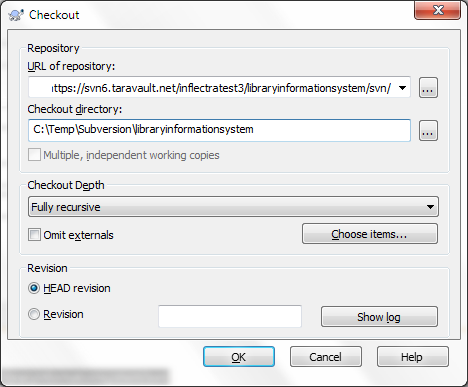 Checkout
Repository
URL of repository:
ttps://svn6.taravault.net/inflectratest3/libraryinformationsystem/svn/
...
Checkout directory:
C:\Temp\Subversion\libraryinformationsystem
...
Multiple, independent working copies
Checkout Depth
Fully recursive
Omit externals
Choose items...
Revision
HEAD revision
Revision
Show log
OK
Cancel
Help